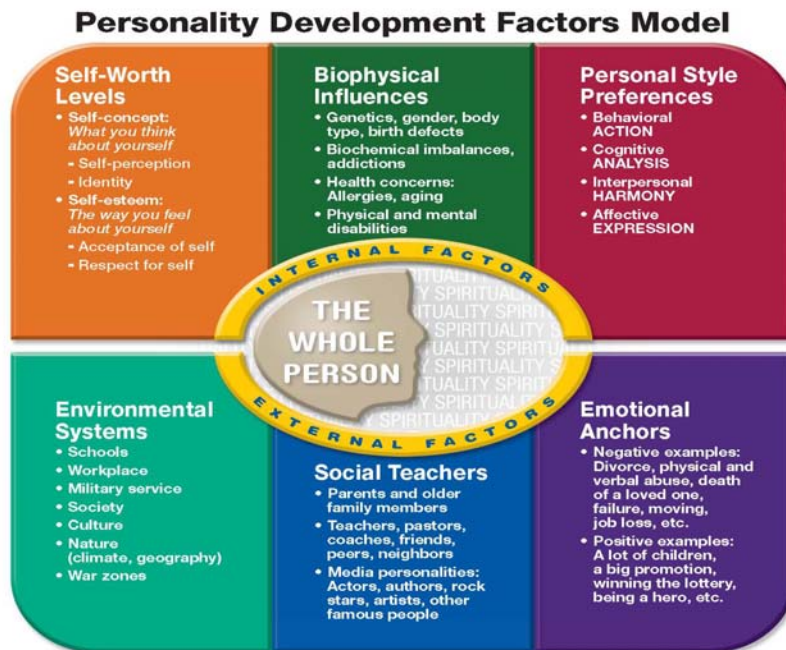 Personality Development Factors Model
Self-Worth
Levels
• Self-concept:
What you think
about yourself
- Self-perception
- Identity
• Self-esteem:
The way you feel
about yourself
- Acceptance of self
- Respect for self
Biophysical
Influences
• Genetics, gender, body
type, birth defects
• Biochemical imbalances,
addictions
• Health concerns:
Allergies, aging
• Physical and mental
disabilities
Personal Style
Preferences
• Behavioral
ACTION
• Cognitive
ANALYSIS
• Interpersonal
HARMONY
• Affective
EXPRESSION
INTERNAL FACTORS
THE
WHOLE
PERSON
SPIRITUALITY
SPIRITUALITY SPIRIT
SPIRITUALITY
SPIRITUALITY
EXTERNAL FACTORS
Environmental
Systems
• Schools
• Workplace
• Military service
• Society
• Culture
• Nature
(climate, geography)
• War zones
Social Teachers
• Parents and older
family members
• Teachers, pastors,
coaches, friends,
peers, neighbors
• Media personalities:
Actors, authors, rock
stars, artists, other
famous people
Emotional
Anchors
• Negative examples:
Divorce, physical and
verbal abuse, death
of a loved one,
failure, moving,
job loss, etc.
• Positive examples:
A lot of children,
a big promotion,
winning the lottery,
being a hero, etc.